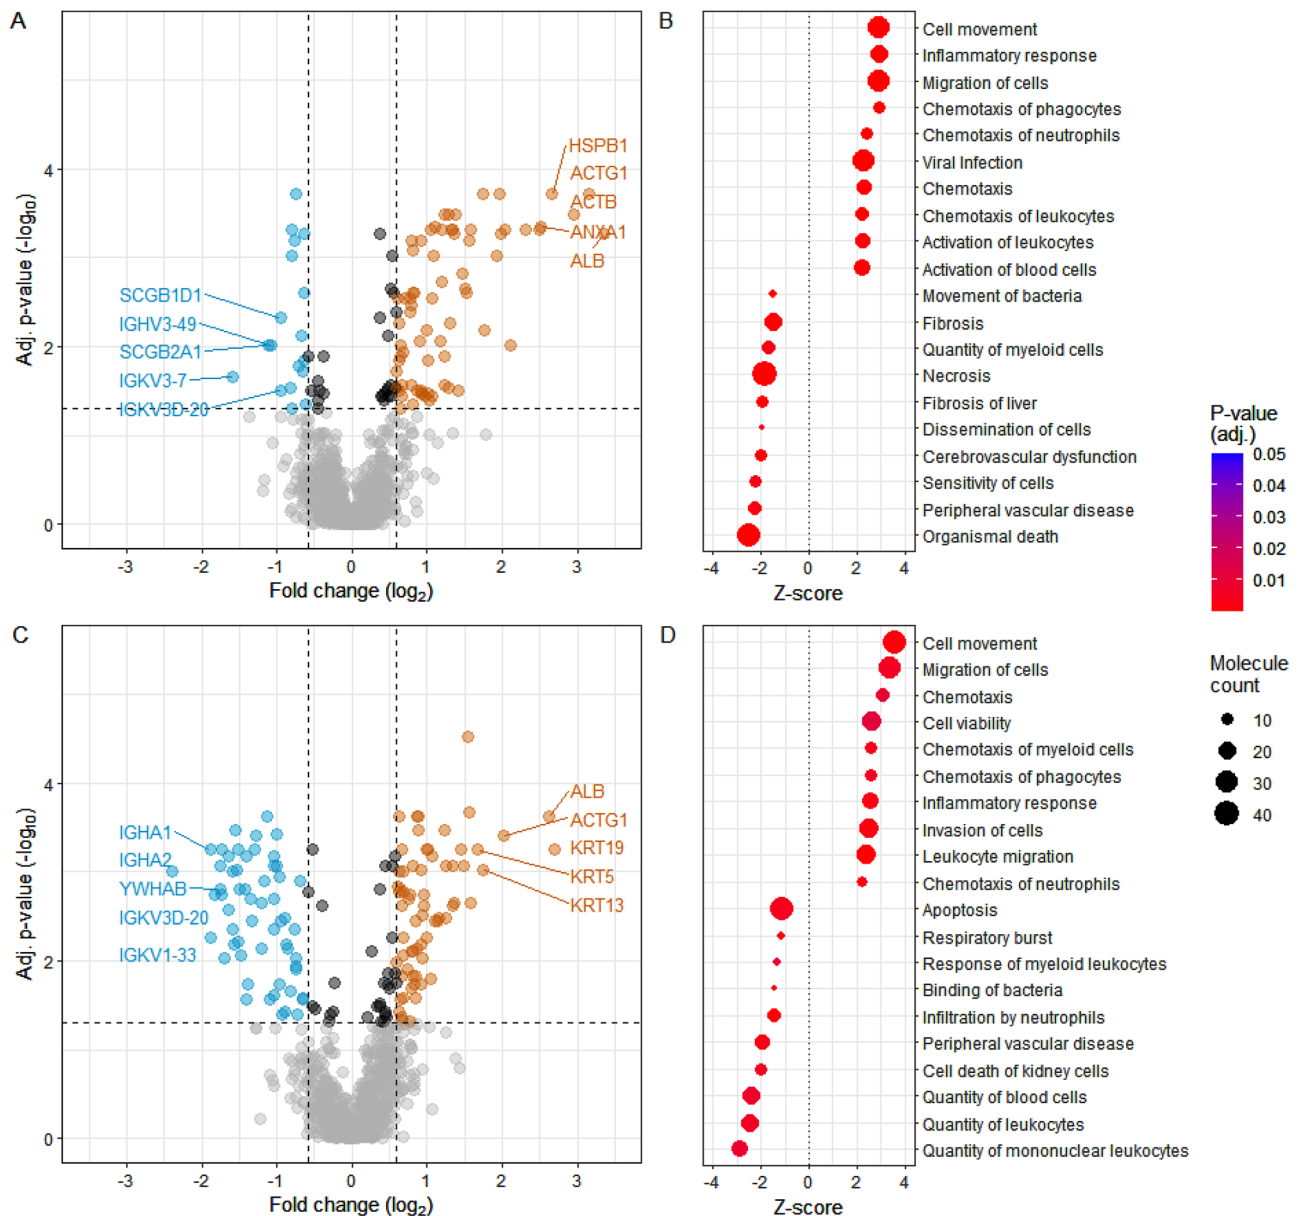 A
Adj. p-value (-log10)
4
2
0
HSPB1
ACTG1
ACTB
ANXA1
ALB
SCGB1D1
IGHV3-49
SCGB2A1
IGKV3-7
IGKV3D-20
-3
-2
-1
0
1
2
3
Fold change (log2)
B
Cell movement
Inflammatory response
Migration of cells
Chemotaxis of phagocytes
Chemotaxis of neutrophils
Viral Infection
Chemotaxis
Chemotaxis of leukocytes
Activation of leukocytes
Activation of blood cells
Movement of bacteria
Fibrosis
Quantity of myeloid cells
Necrosis
Fibrosis of liver
Dissemination of cells
Cerebrovascular dysfunction
Sensitivity of cells
Peripheral vascular disease
Organismal death
-4
-2
0
2
4
Z-score
P-value
(adj.)
0.05
0.04
0.03
0.02
0.01
Molecule
count
10
20
30
40
C
Adj. p-value (-log10)
4
2
0
ALB
ACTG1
KRT19
KRT5
KRT13
IGHA1
IGHA2
YWHAB
IGKV3D-20
IGKV1-33
-3
-2
-1
0
1
2
3
Fold change (log2)
D
Cell movement
Migration of cells
Chemotaxis
Cell viability
Chemotaxis of myeloid cells
Chemotaxis of phagocytes
Inflammatory response
Invasion of cells
Leukocyte migration
Chemotaxis of neutrophils
Apoptosis
Respiratory burst
Response of myeloid leukocytes
Binding of bacteria
Infiltration by neutrophils
Peripheral vascular disease
Cell death of kidney cells
Quantity of blood cells
Quantity of leukocytes
Quantity of mononuclear leukocytes
-4
-2
0
2
4
Z-score